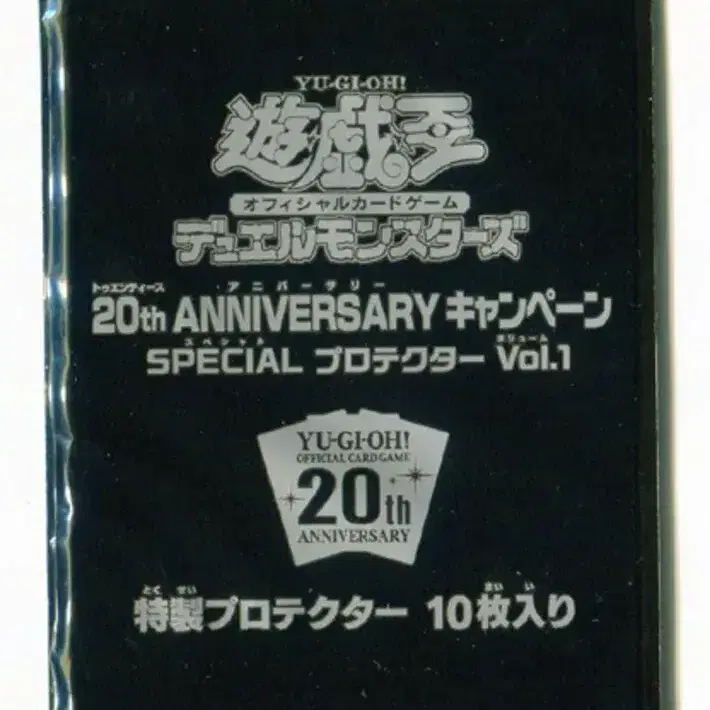 YU-GI-OH!
遊☆戯☆王
オフィシャルカードゲーム
デュエルモンスターズ
トゥエンティース アニバーサリー
20th ANNIVERSARY キャンペーン
スペシャル ボリューム
SPECIAL プロテクター Vol.1
YU-GI-OH!
OFFICIAL CARD GAME
20th
ANNIVERSARY
とくせい まいい
特製プロテクター 10枚入り